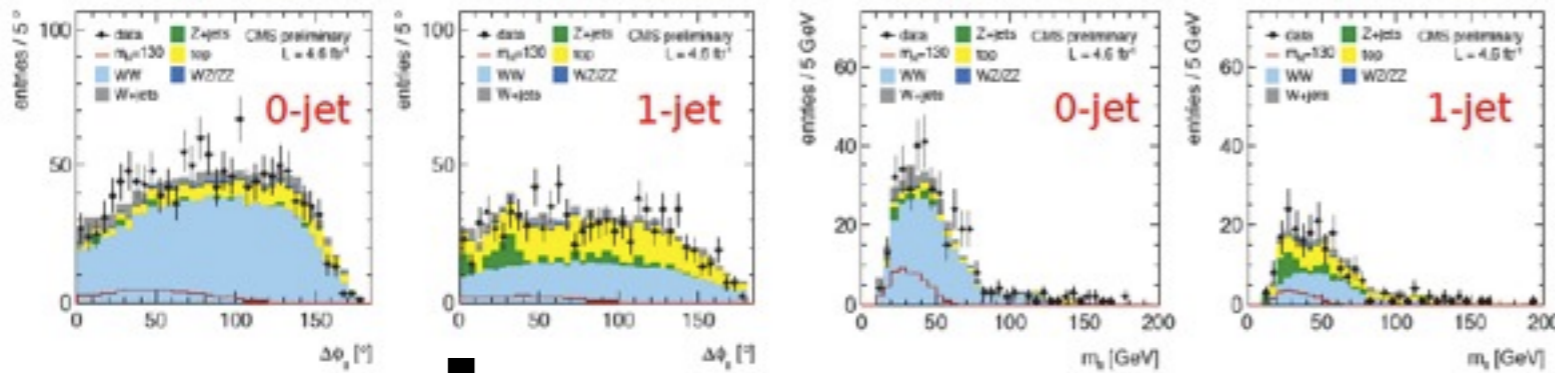 entries / 5 °
100
50
0
data
m_H=130
WW
W+jets
Z+jets
top
WZ/ZZ
CMS preliminary
L = 4.6 fb⁻¹
0-jet
0 50 100 150
[°]
entries / 5 °
100
50
0
data
m_H=130
WW
W+jets
Z+jets
top
WZ/ZZ
CMS preliminary
L = 4.6 fb⁻¹
1-jet
0 50 100 150
[°]
entries / 5 GeV
60
40
20
0
data
m_H=130
WW
W+jets
Z+jets
top
WZ/ZZ
CMS preliminary
L = 4.6 fb⁻¹
0-jet
0 50 100 150 200
[GeV]
entries / 5 GeV
60
40
20
0
data
m_H=130
WW
W+jets
Z+jets
top
WZ/ZZ
CMS preliminary
L = 4.6 fb⁻¹
1-jet
0 50 100 150 200
[GeV]